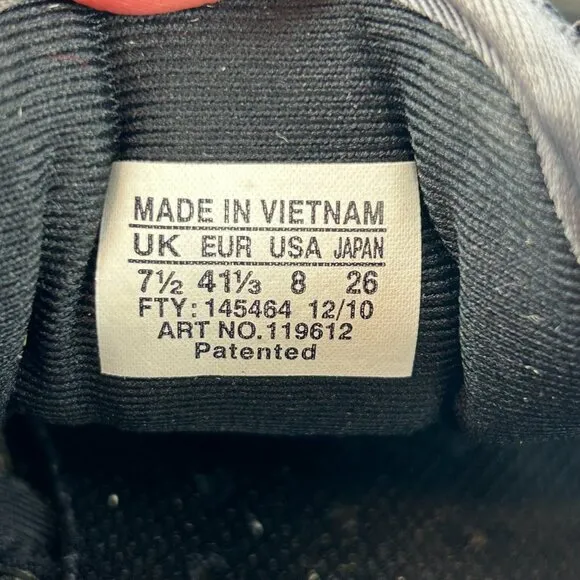 MADE IN VIETNAM
UK EUR USA JAPAN
7½ 41⅓ 8 26
FTY: 145464 12/10
ART NO.119612
Patented